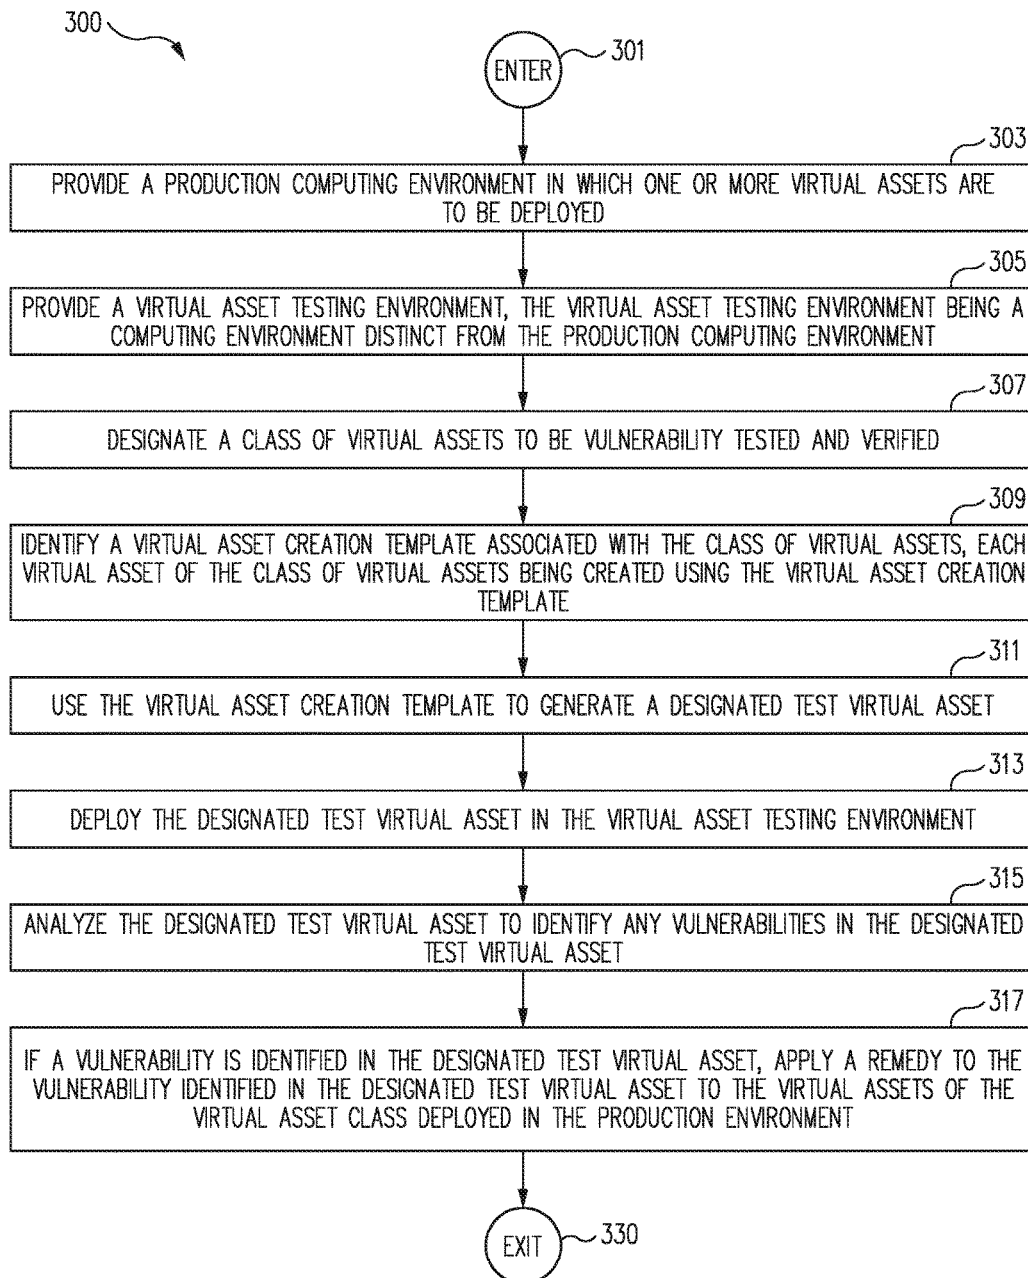 300
ENTER
301
303
PROVIDE A PRODUCTION COMPUTING ENVIRONMENT IN WHICH ONE OR MORE VIRTUAL ASSETS ARE
TO BE DEPLOYED
305
PROVIDE A VIRTUAL ASSET TESTING ENVIRONMENT, THE VIRTUAL ASSET TESTING ENVIRONMENT BEING A
COMPUTING ENVIRONMENT DISTINCT FROM THE PRODUCTION COMPUTING ENVIRONMENT
307
DESIGNATE A CLASS OF VIRTUAL ASSETS TO BE VULNERABILITY TESTED AND VERIFIED
309
IDENTIFY A VIRTUAL ASSET CREATION TEMPLATE ASSOCIATED WITH THE CLASS OF VIRTUAL ASSETS, EACH
VIRTUAL ASSET OF THE CLASS OF VIRTUAL ASSETS BEING CREATED USING THE VIRTUAL ASSET CREATION
TEMPLATE
311
USE THE VIRTUAL ASSET CREATION TEMPLATE TO GENERATE A DESIGNATED TEST VIRTUAL ASSET
313
DEPLOY THE DESIGNATED TEST VIRTUAL ASSET IN THE VIRTUAL ASSET TESTING ENVIRONMENT
315
ANALYZE THE DESIGNATED TEST VIRTUAL ASSET TO IDENTIFY ANY VULNERABILITIES IN THE DESIGNATED
TEST VIRTUAL ASSET
317
IF A VULNERABILITY IS IDENTIFIED IN THE DESIGNATED TEST VIRTUAL ASSET, APPLY A REMEDY TO THE
VULNERABILITY IDENTIFIED IN THE DESIGNATED TEST VIRTUAL ASSET TO THE VIRTUAL ASSETS OF THE
VIRTUAL ASSET CLASS DEPLOYED IN THE PRODUCTION ENVIRONMENT
EXIT
330